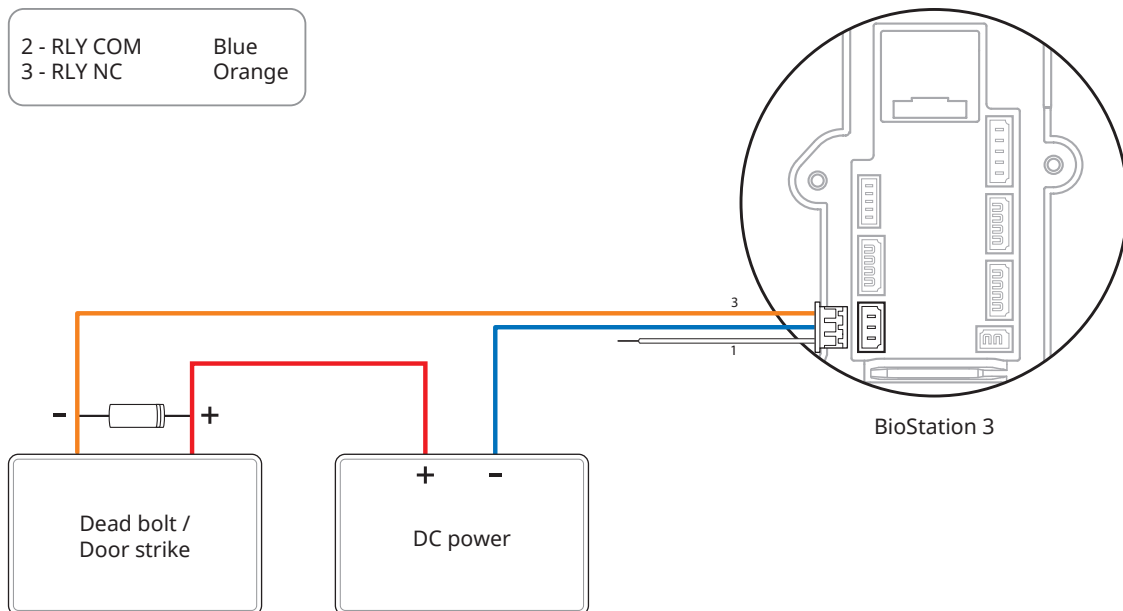 2 - RLY COM Blue
3 - RLY NC Orange
3
1
BioStation 3
- +
+ -
Dead bolt /
Door strike
DC power